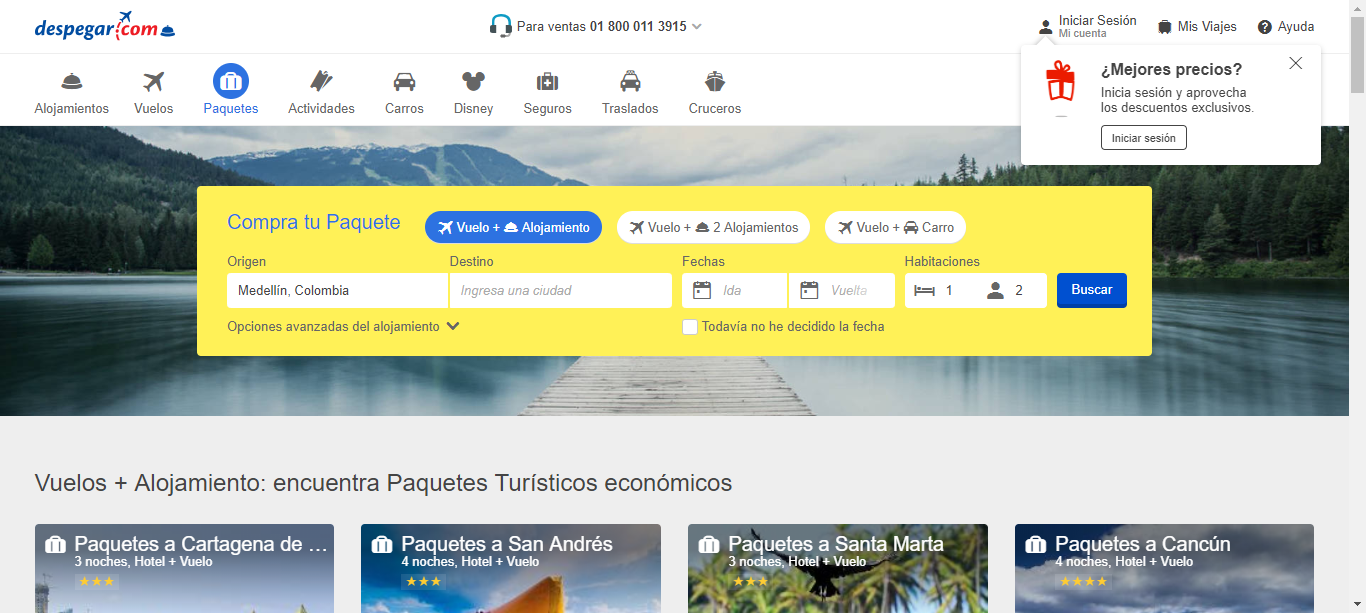 despegar.com
Para ventas 01 800 011 3915
Iniciar Sesión
Mi cuenta
Mis Viajes
Ayuda
¿Mejores precios?
Inicia sesión y aprovecha
los descuentos exclusivos.
Iniciar sesión
Alojamientos
Vuelos
Paquetes
Actividades
Carros
Disney
Seguros
Traslados
Cruceros
Compra tu Paquete
Vuelo + Alojamiento
Vuelo + 2 Alojamientos
Vuelo + Carro
Origen
Destino
Fechas
Habitaciones
Medellín, Colombia
Ingresa una ciudad
Ida
Vuelta
1
2
Buscar
Opciones avanzadas del alojamiento
Todavía no he decidido la fecha
Vuelos + Alojamiento: encuentra Paquetes Turísticos económicos
Paquetes a Cartagena de ...
3 noches, Hotel + Vuelo
Paquetes a San Andrés
4 noches, Hotel + Vuelo
Paquetes a Santa Marta
3 noches, Hotel + Vuelo
Paquetes a Cancún
4 noches, Hotel + Vuelo